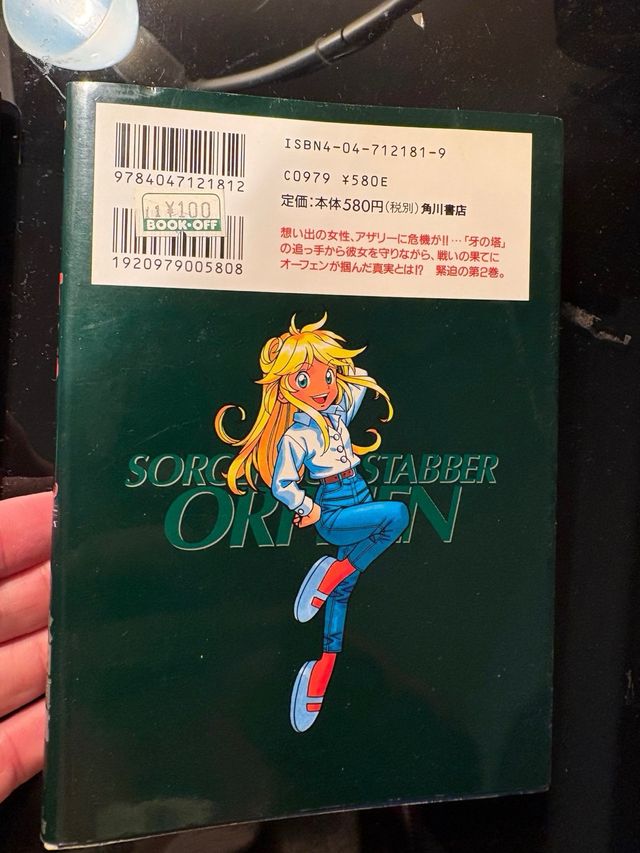 ISBN4-04-712181-9
9784047121812
C0979 ¥580E
定価:本体580円(税別)角川書店
¥100
BOOK・OFF
1920979005808
想い出の女性、アザリーに危機が!!…「牙の塔」
の追っ手から彼女を守りながら、戦いの果てに
オーフェンが掴んだ真実とは!? 緊迫の第2巻。
STABBER